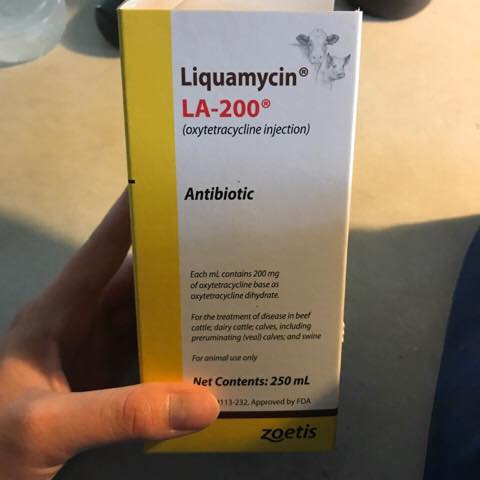 Liquamycin®
LA-200®
(oxytetracycline injection)
Antibiotic
Each mL contains 200 mg
of oxytetracycline base as
oxytetracycline dihydrate.
For the treatment of disease in beef
cattle; dairy cattle; calves, including
preruminating (veal) calves; and swine
For animal use only
Net Contents: 250 mL
113-232, Approved by FDA
zoetis